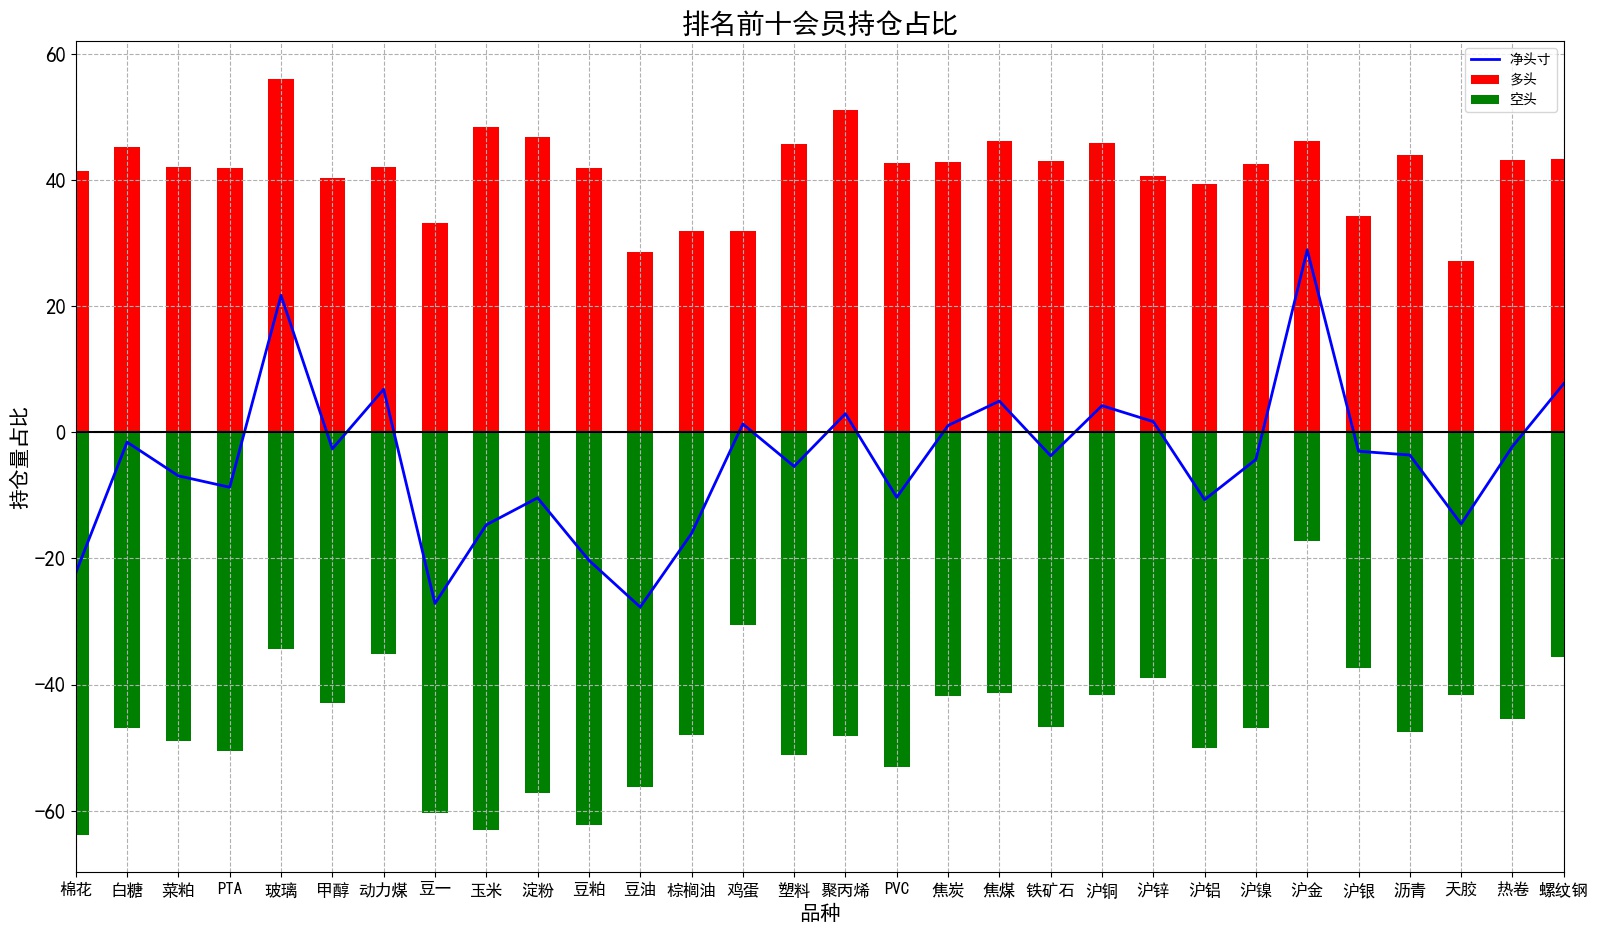 排名前十会员持仓占比
净头寸
多头
空头
持仓量占比
60
40
20
0
−20
−40
−60
棉花 白糖 菜粕 PTA 玻璃 甲醇 动力煤 豆一 玉米 淀粉 豆粕 豆油 棕榈油 鸡蛋 塑料 聚丙烯 PVC 焦炭 焦煤 铁矿石 沪铜 沪锌 沪铝 沪镍 沪金 沪银 沥青 天胶 热卷 螺纹钢
品种